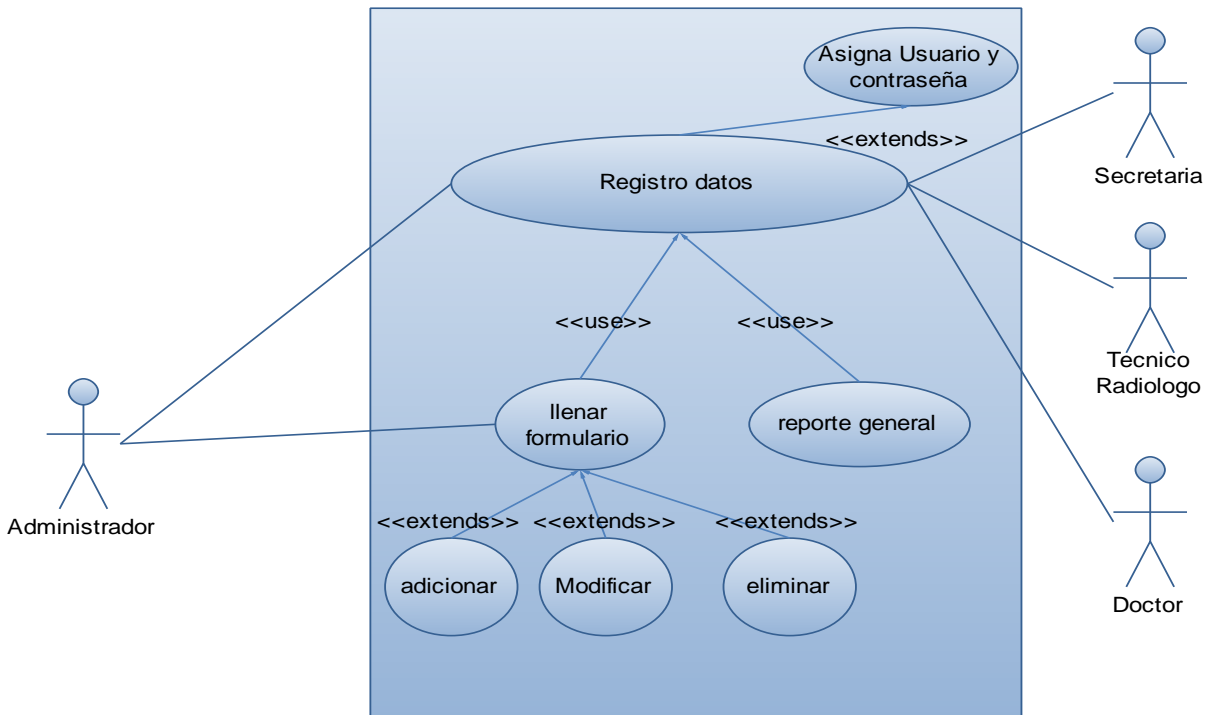 Asigna Usuario y
contraseña
<<extends>>
Secretaria
Registro datos
<<use>>
<<use>>
Tecnico
Radiologo
llenar
formulario
reporte general
Administrador
<<extends>>
<<extends>>
<<extends>>
adicionar
Modificar
eliminar
Doctor